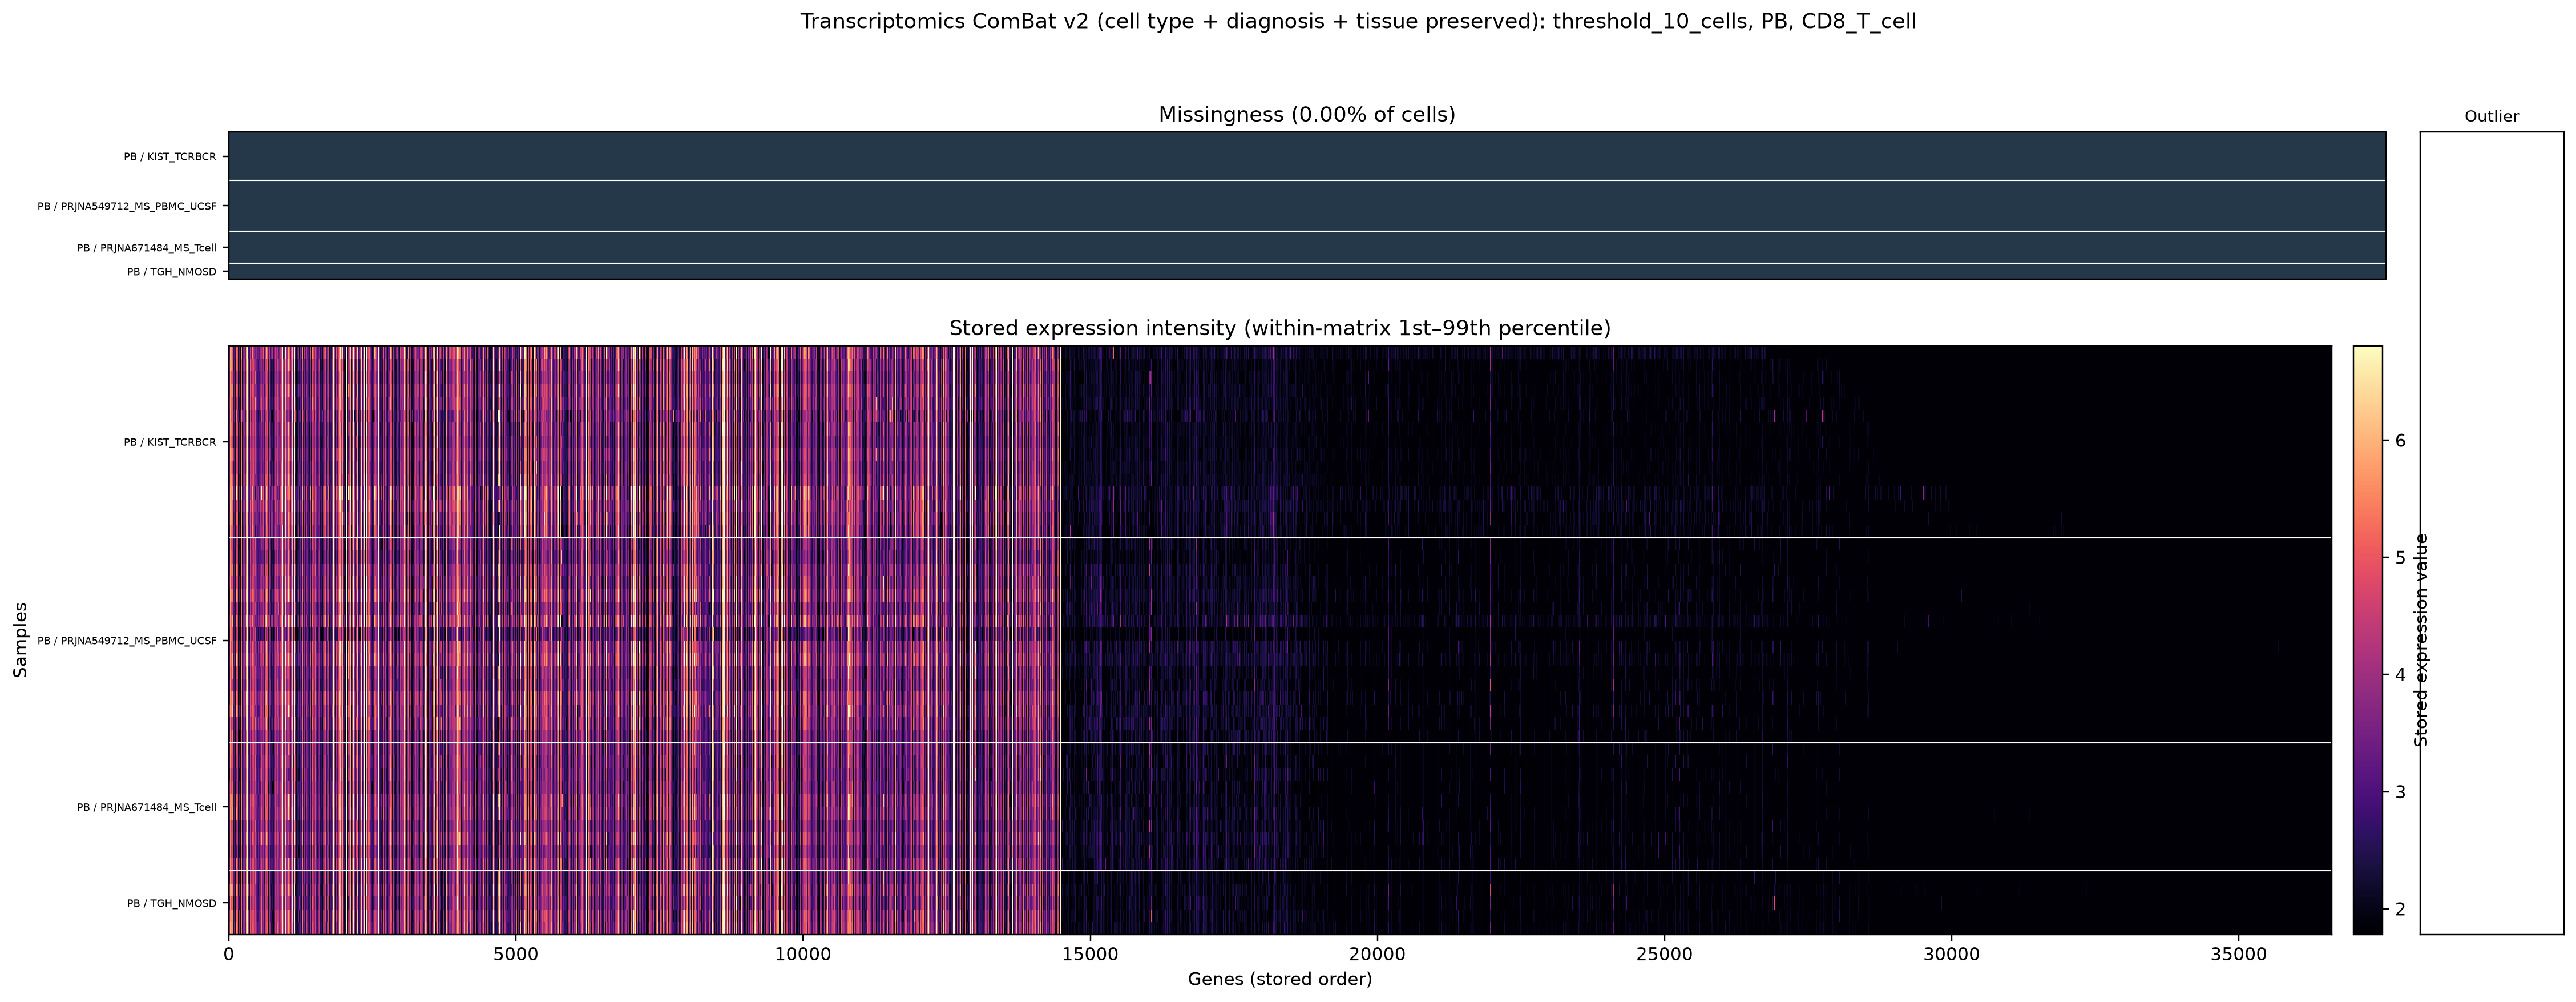 Transcriptomics ComBat v2 (cell type + diagnosis + tissue preserved): threshold_10_cells, PB, CD8_T_cell
Missingness (0.00% of cells)
Outlier
PB / KIST_TCRBCR
PB / PRJNA549712_MS_PBMC_UCSF
PB / PRJNA671484_MS_Tcell
PB / TGH_NMOSD
Stored expression intensity (within-matrix 1st–99th percentile)
Samples
PB / KIST_TCRBCR
PB / PRJNA549712_MS_PBMC_UCSF
PB / PRJNA671484_MS_Tcell
PB / TGH_NMOSD
6
5
4
3
2
Stored expression value
0 5000 10000 15000 20000 25000 30000 35000
Genes (stored order)